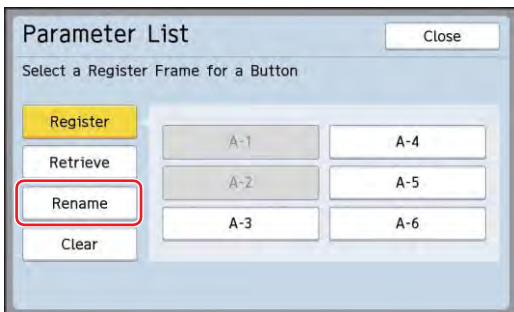 Parameter List
Close
Select a Register Frame for a Button
Register
Retrieve
Rename
Clear
A-1
A-4
A-2
A-5
A-3
A-6